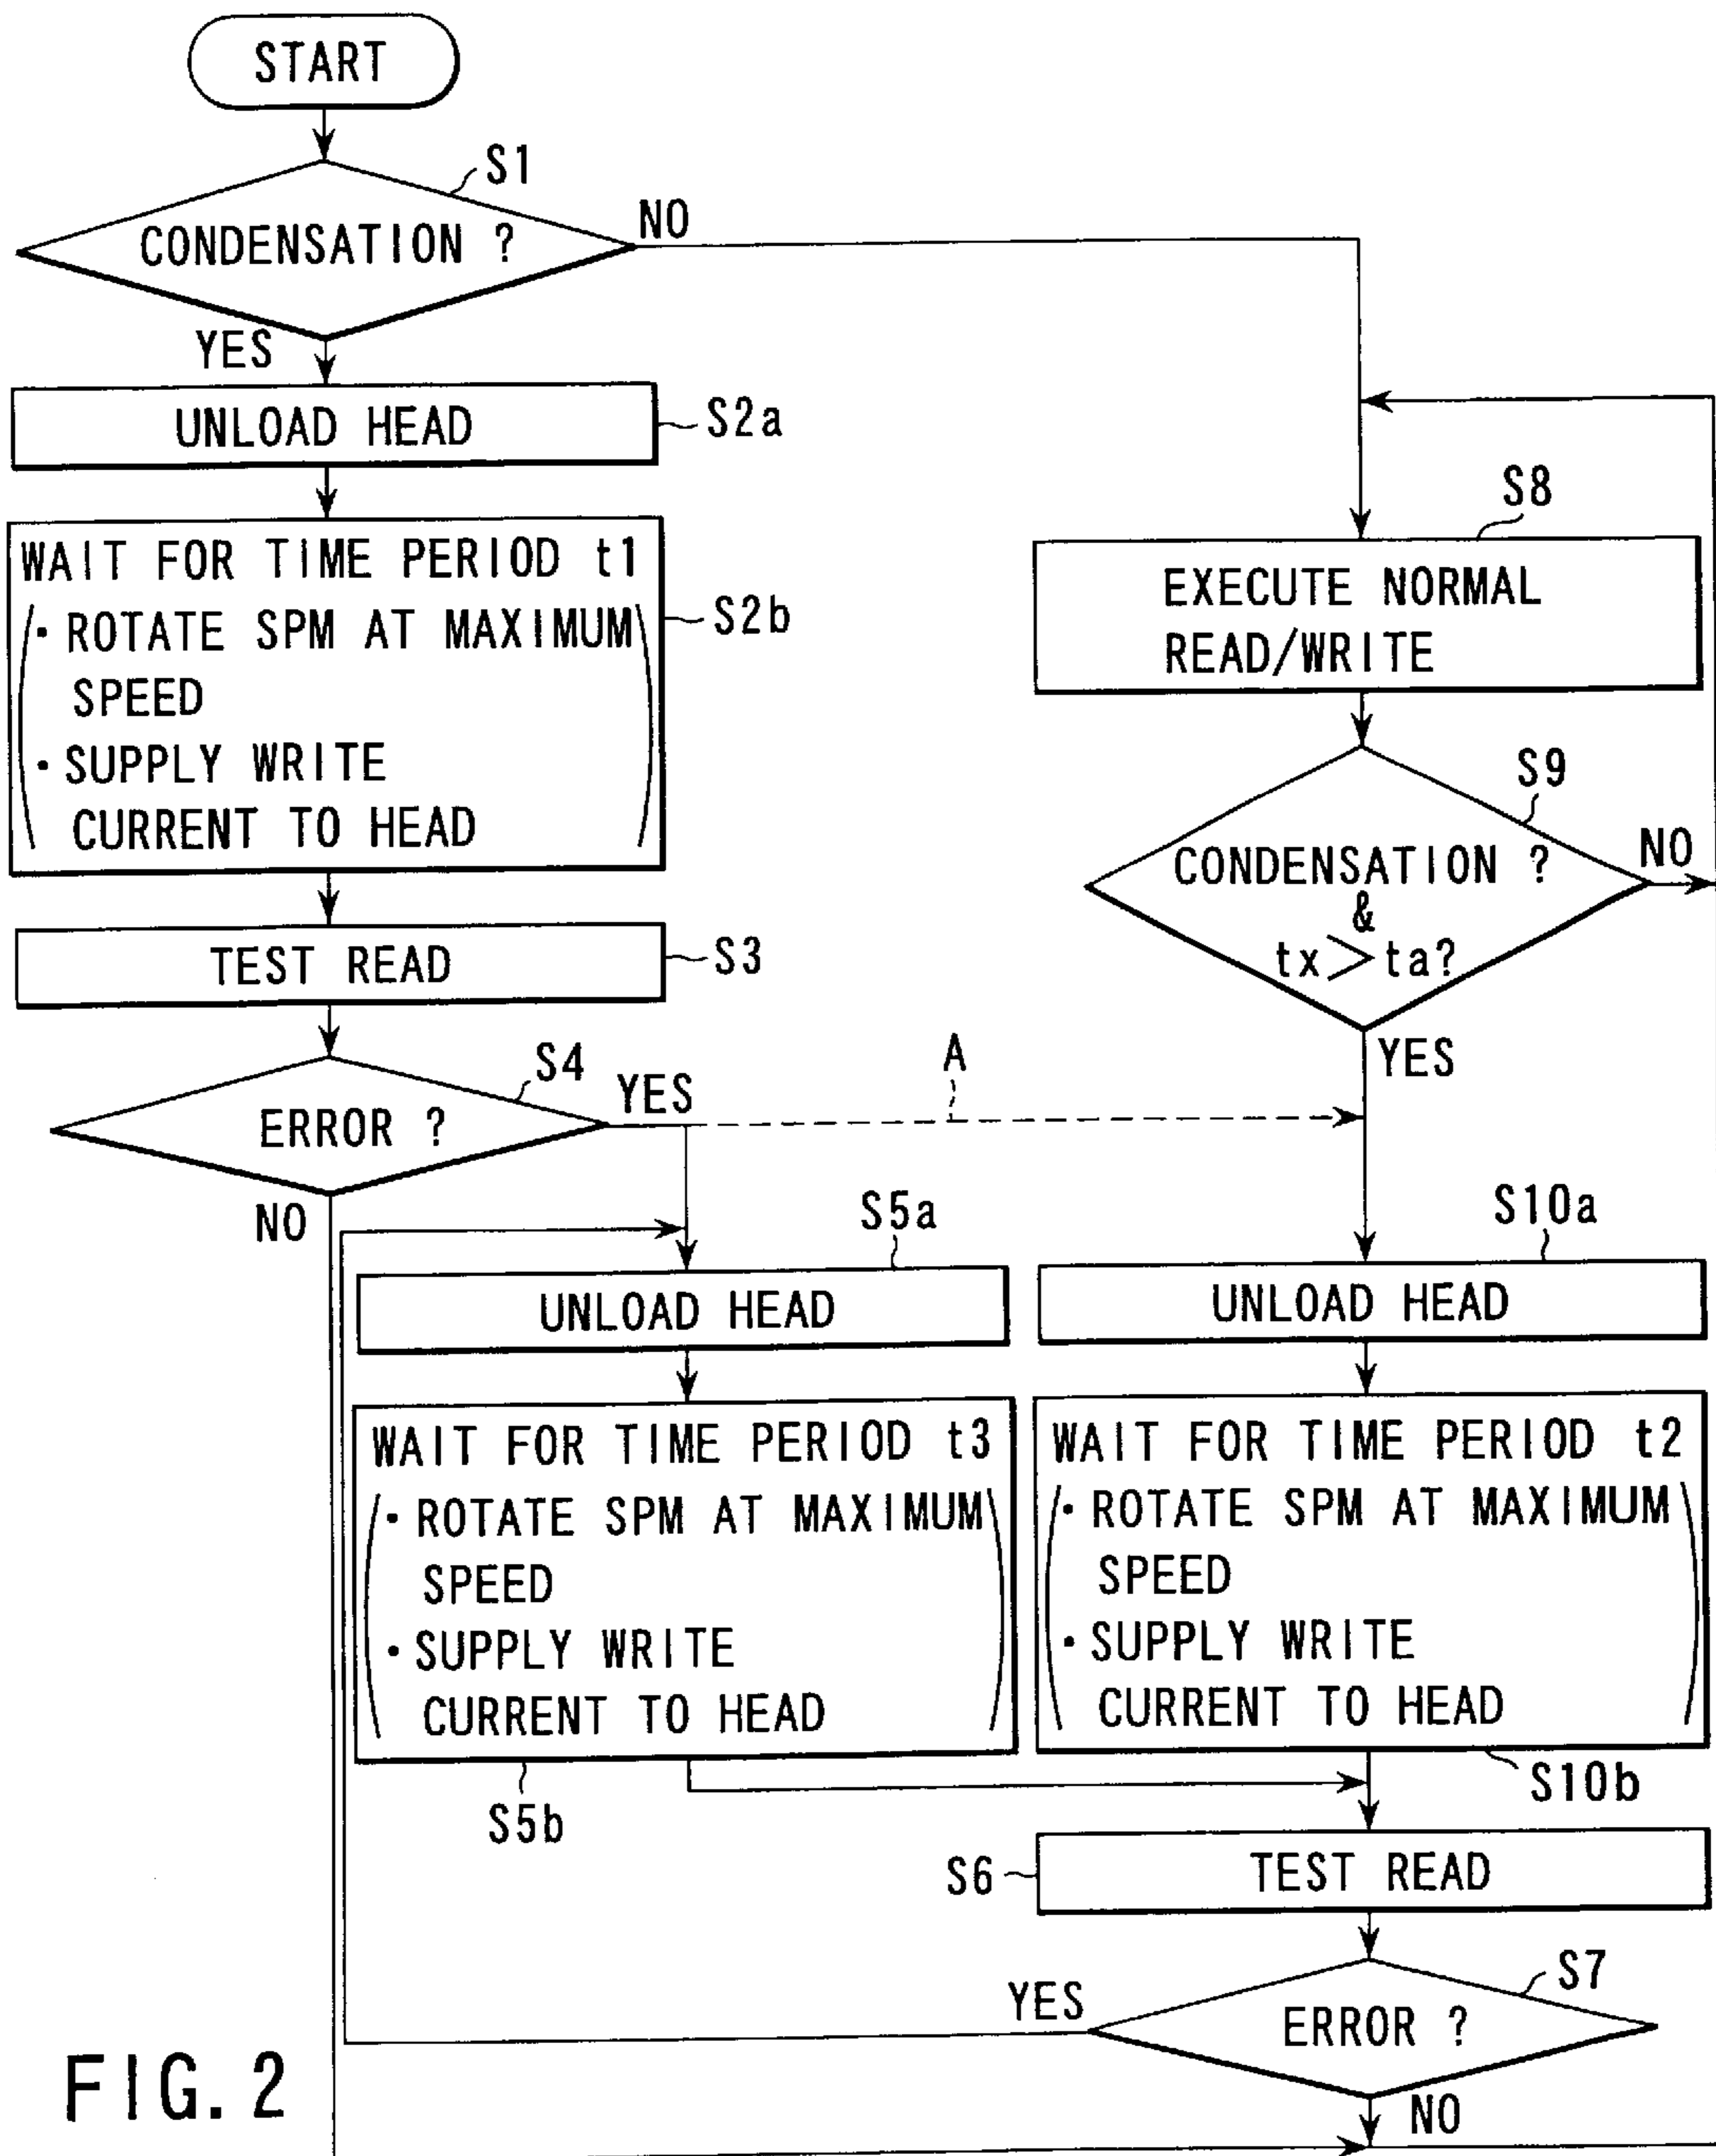 START
S1
CONDENSATION ?
NO
YES
UNLOAD HEAD
S2a
WAIT FOR TIME PERIOD t1
• ROTATE SPM AT MAXIMUM
SPEED
• SUPPLY WRITE
CURRENT TO HEAD
S2b
TEST READ
S3
S4
ERROR ?
YES
NO
A
S8
EXECUTE NORMAL
READ/WRITE
S9
CONDENSATION ?
&
tx>ta?
NO
YES
S5a
UNLOAD HEAD
WAIT FOR TIME PERIOD t3
• ROTATE SPM AT MAXIMUM
SPEED
• SUPPLY WRITE
CURRENT TO HEAD
S5b
S10a
UNLOAD HEAD
WAIT FOR TIME PERIOD t2
• ROTATE SPM AT MAXIMUM
SPEED
• SUPPLY WRITE
CURRENT TO HEAD
S10b
S6
TEST READ
S7
ERROR ?
YES
NO
FIG. 2